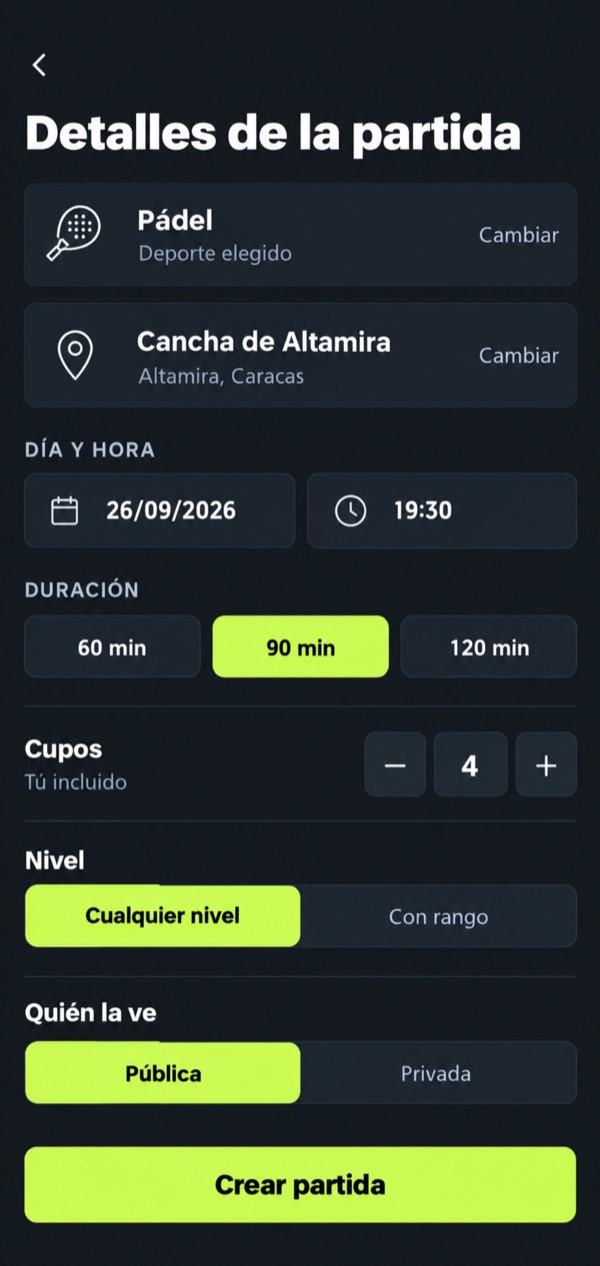 Detalles de la partida
Pádel
Deporte elegido
Cambiar
Cancha de Altamira
Altamira, Caracas
Cambiar
DÍA Y HORA
26/09/2026
19:30
DURACIÓN
60 min
90 min
120 min
Cupos
Tú incluido
− 4 +
Nivel
Cualquier nivel
Con rango
Quién la ve
Pública
Privada
Crear partida